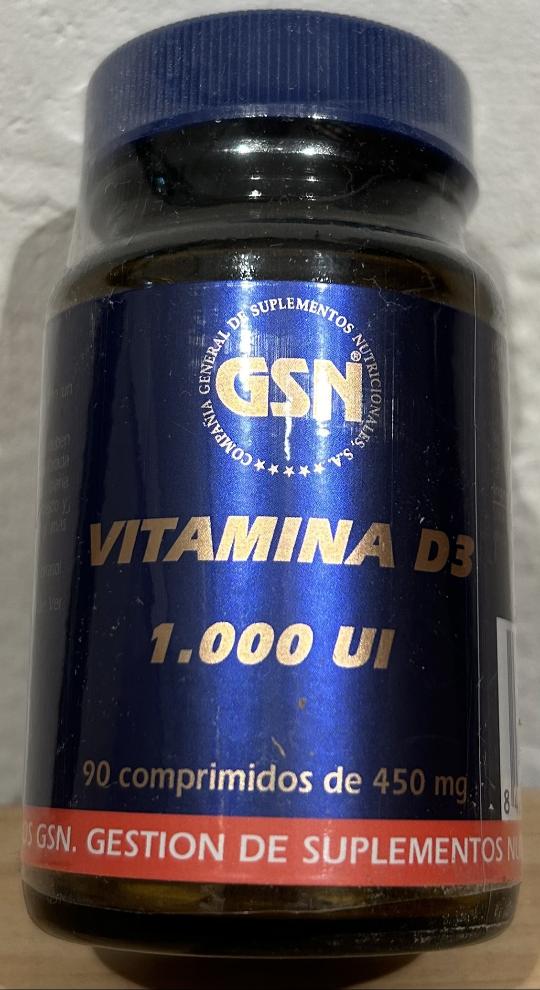 COMPAÑIA GENERAL DE SUPLEMENTOS NUTRICIONALES, S.A.
GSN®
VITAMINA D3
1.000 UI
90 comprimidos de 450 mg
GSN. GESTION DE SUPLEMENTOS